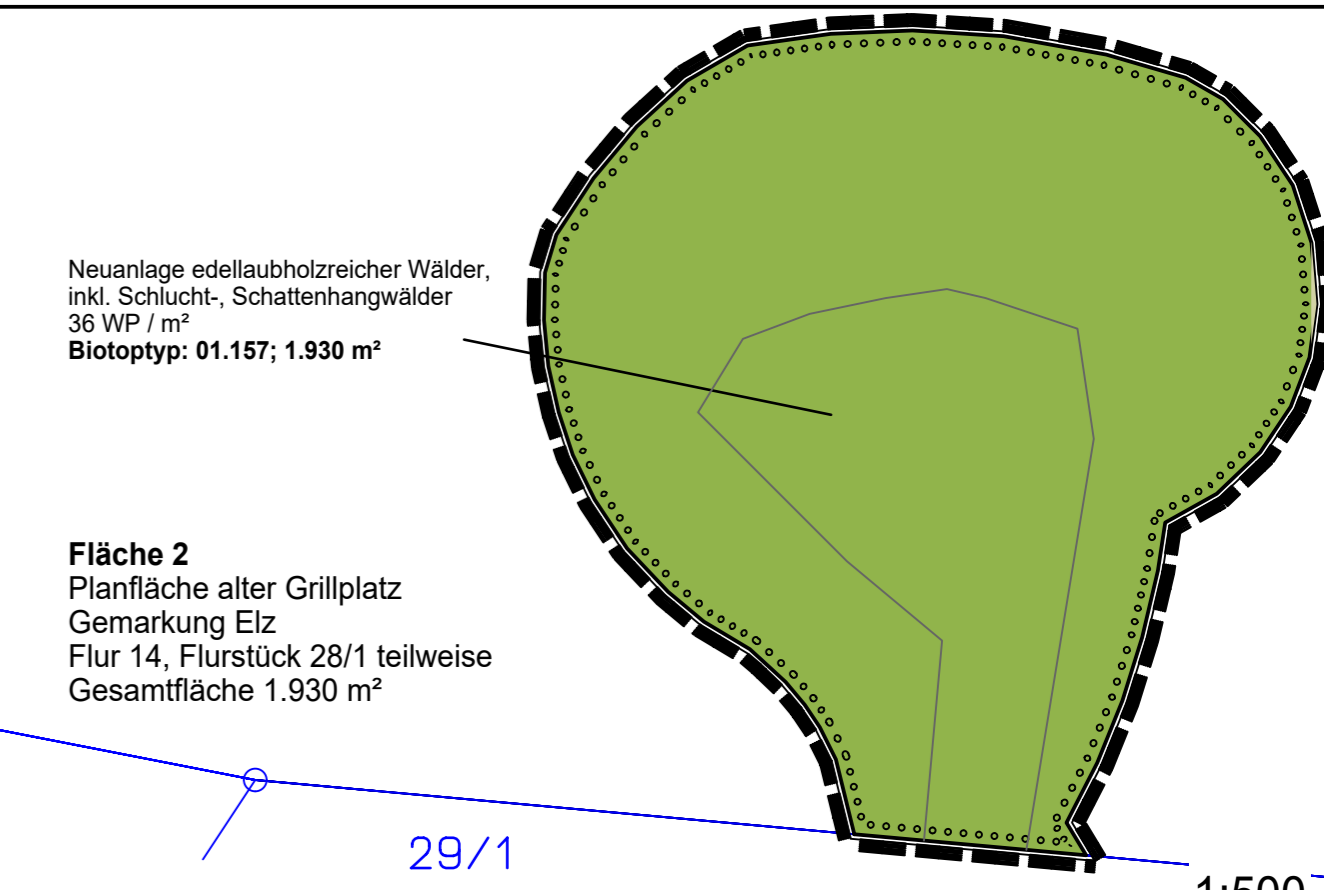 Neuanlage edellaubholzreicher Wälder,
inkl. Schlucht-, Schattenhangwälder
36 WP / m²
Biotoptyp: 01.157; 1.930 m²
Fläche 2
Planfläche alter Grillplatz
Gemarkung Elz
Flur 14, Flurstück 28/1 teilweise
Gesamtfläche 1.930 m²
29/1